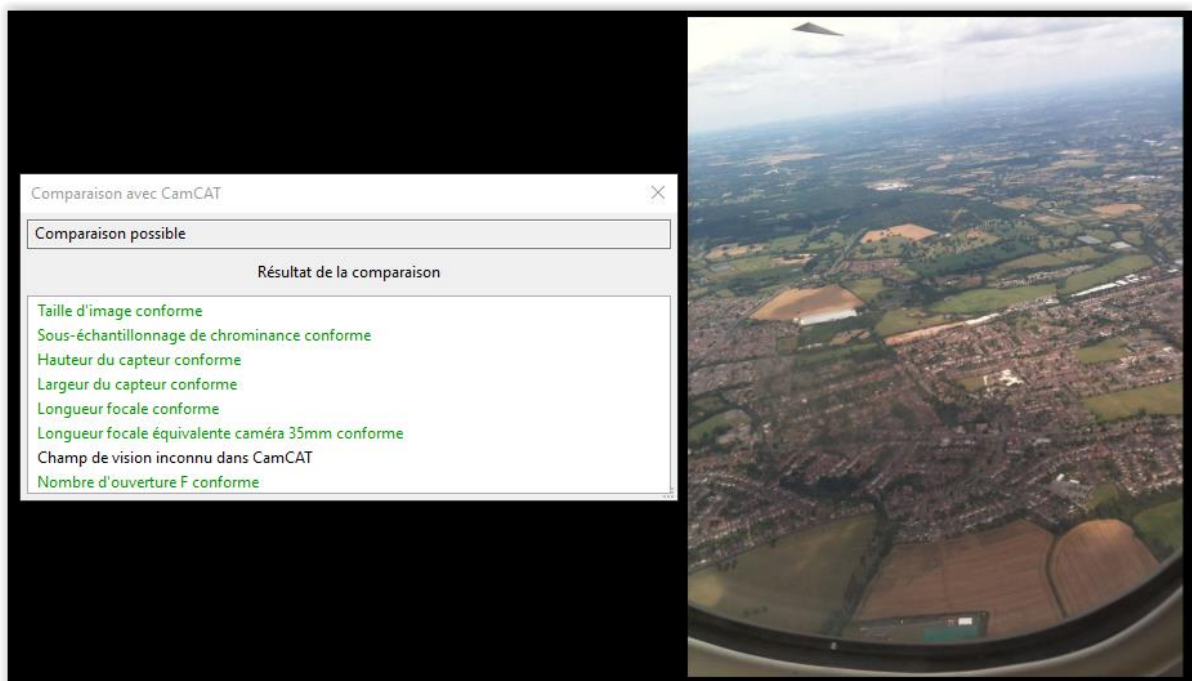 Comparaison avec CamCAT
Comparaison possible
Résultat de la comparaison
Taille d'image conforme
Sous-échantillonnage de chrominance conforme
Hauteur du capteur conforme
Largeur du capteur conforme
Longueur focale conforme
Longueur focale équivalente caméra 35mm conforme
Champ de vision inconnu dans CamCAT
Nombre d'ouverture F conforme